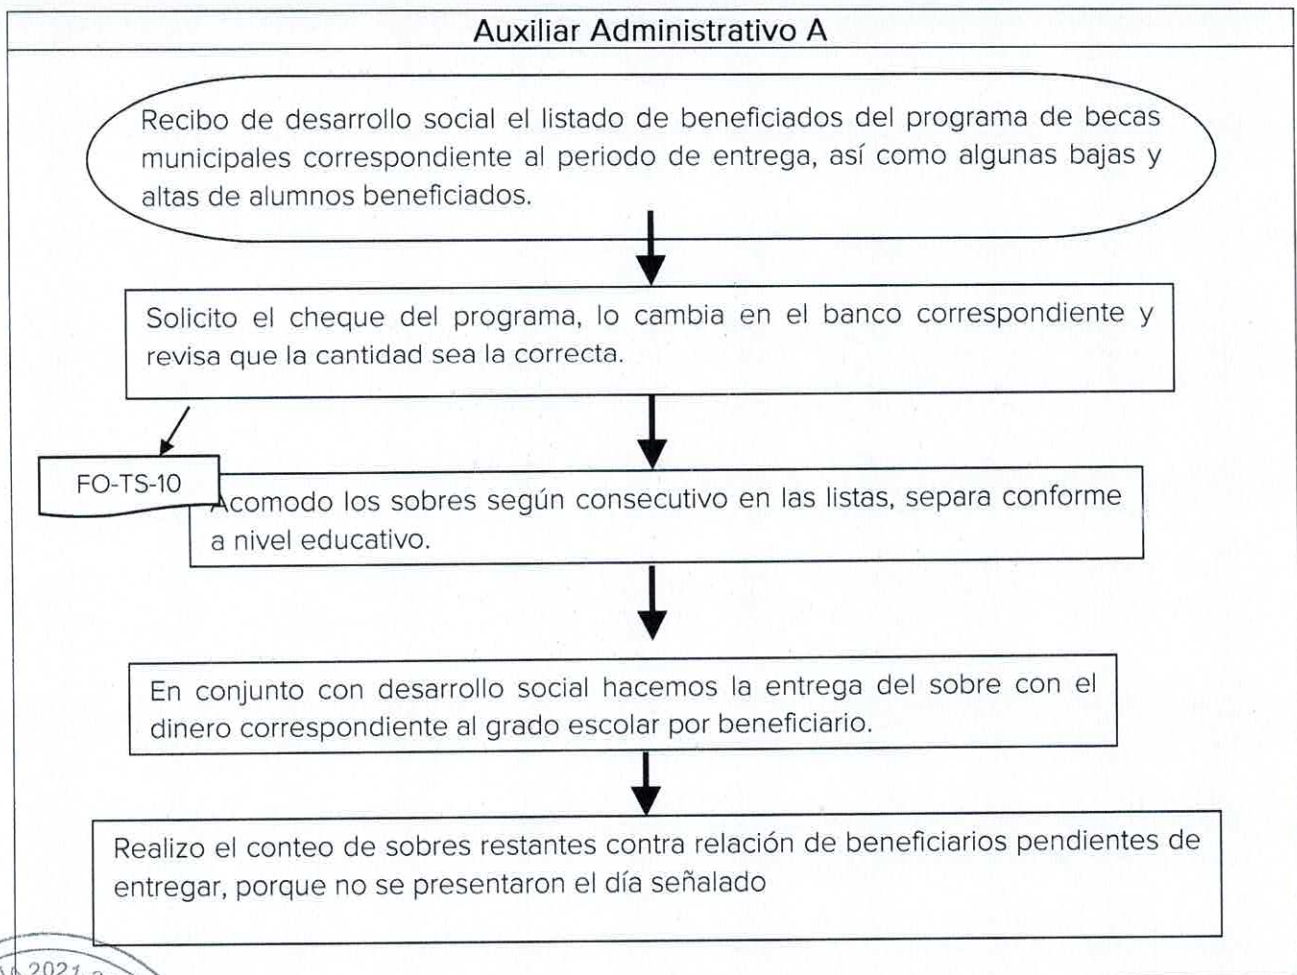 Auxiliar Administrativo A
Recibo de desarrollo social el listado de beneficiados del programa de becas
municipales correspondiente al periodo de entrega, así como algunas bajas y
altas de alumnos beneficiados.
Solicito el cheque del programa, lo cambia en el banco correspondiente y
revisa que la cantidad sea la correcta.
FO-TS-10
Acomodo los sobres según consecutivo en las listas, separa conforme
a nivel educativo.
En conjunto con desarrollo social hacemos la entrega del sobre con el
dinero correspondiente al grado escolar por beneficiario.
Realizo el conteo de sobres restantes contra relación de beneficiarios pendientes de
entregar, porque no se presentaron el día señalado
2021